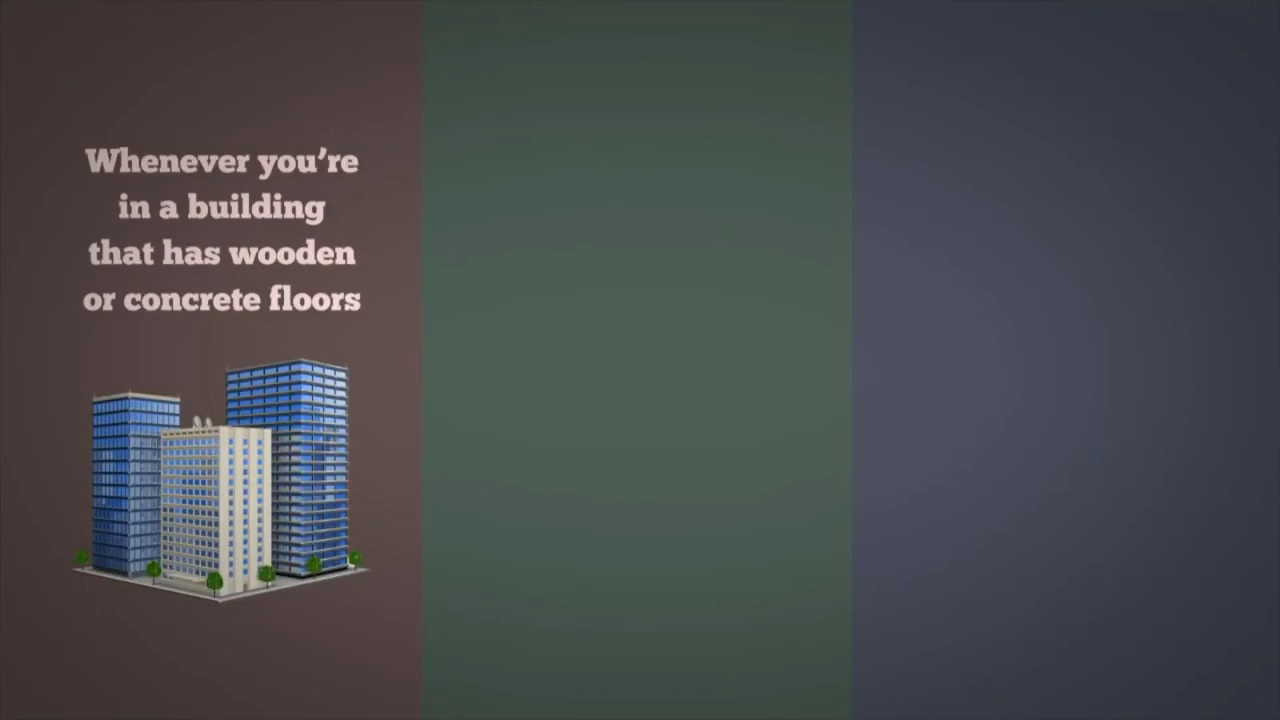 Whenever you’re
in a building
that has wooden
or concrete floors